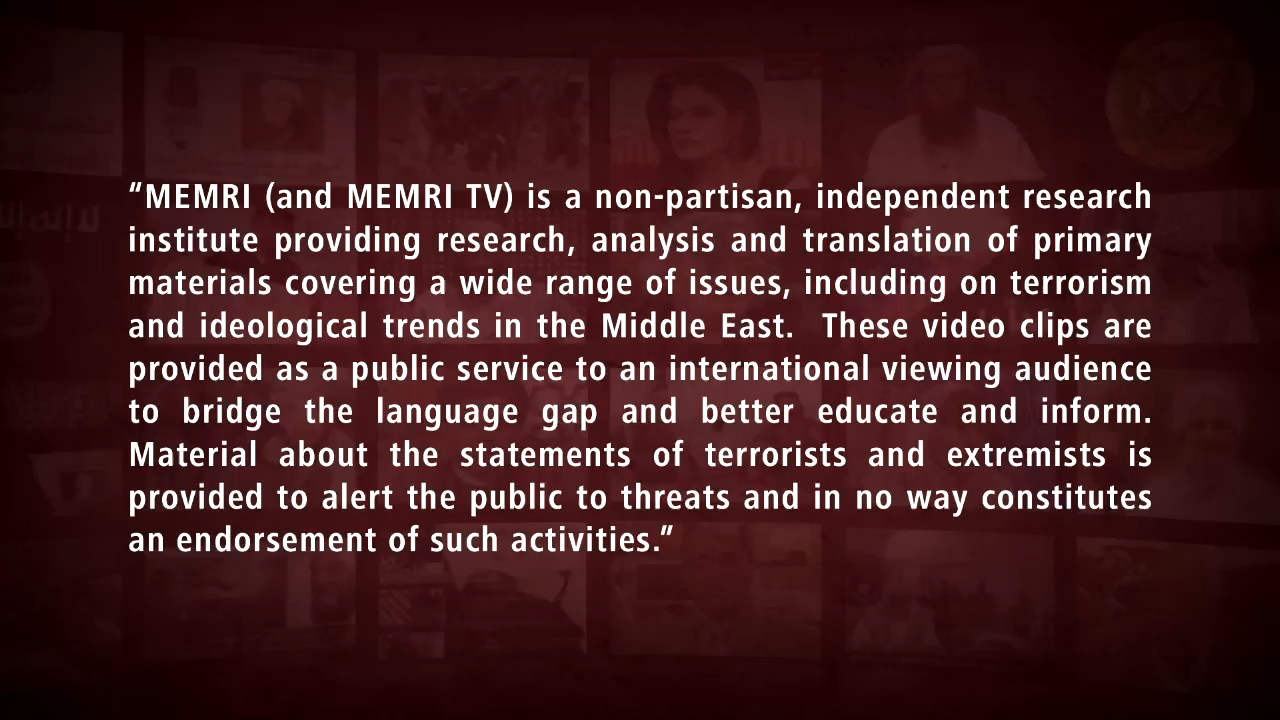 “MEMRI (and MEMRI TV) is a non-partisan, independent research
institute providing research, analysis and translation of primary
materials covering a wide range of issues, including on terrorism
and ideological trends in the Middle East.  These video clips are
provided as a public service to an international viewing audience
to bridge the language gap and better educate and inform.
Material about the statements of terrorists and extremists is
provided to alert the public to threats and in no way constitutes
an endorsement of such activities.”